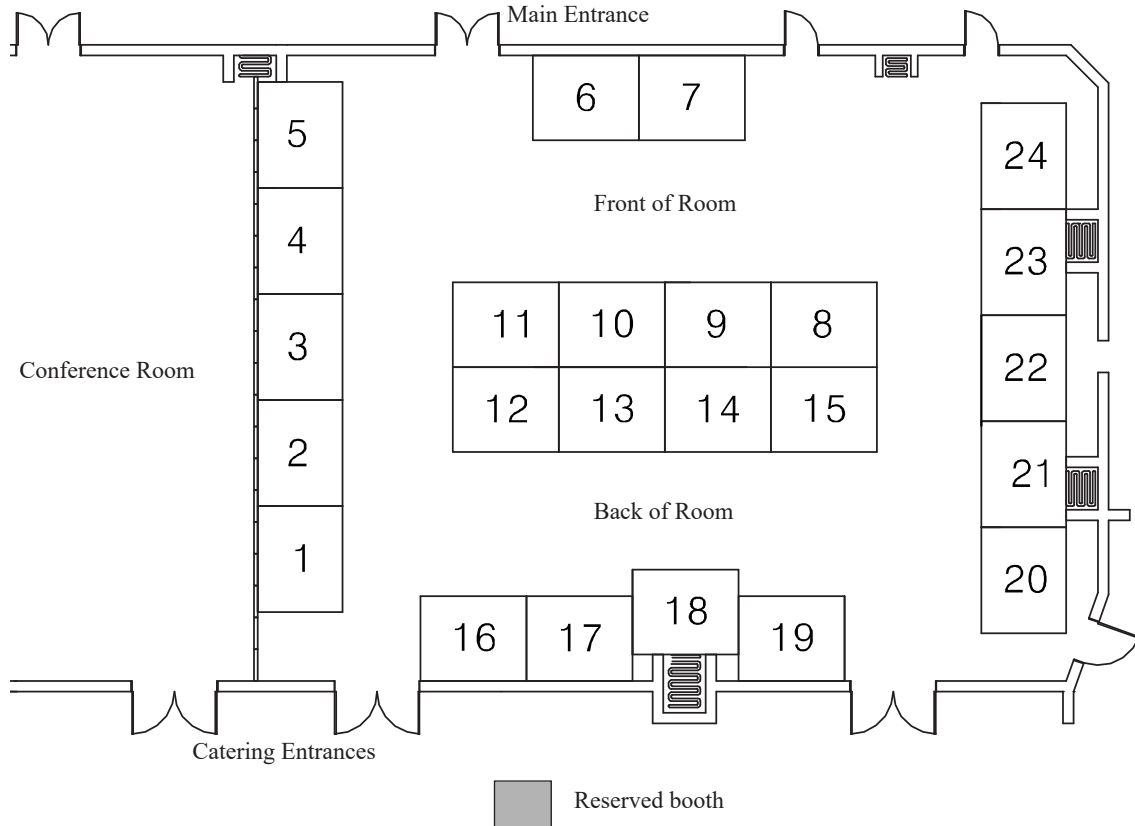 Main Entrance
6 7
5
24
4
Front of Room
23
11 10 9 8
3
Conference Room
22
12 13 14 15
2
21
Back of Room
1
20
16 17 18 19
Catering Entrances
Reserved booth